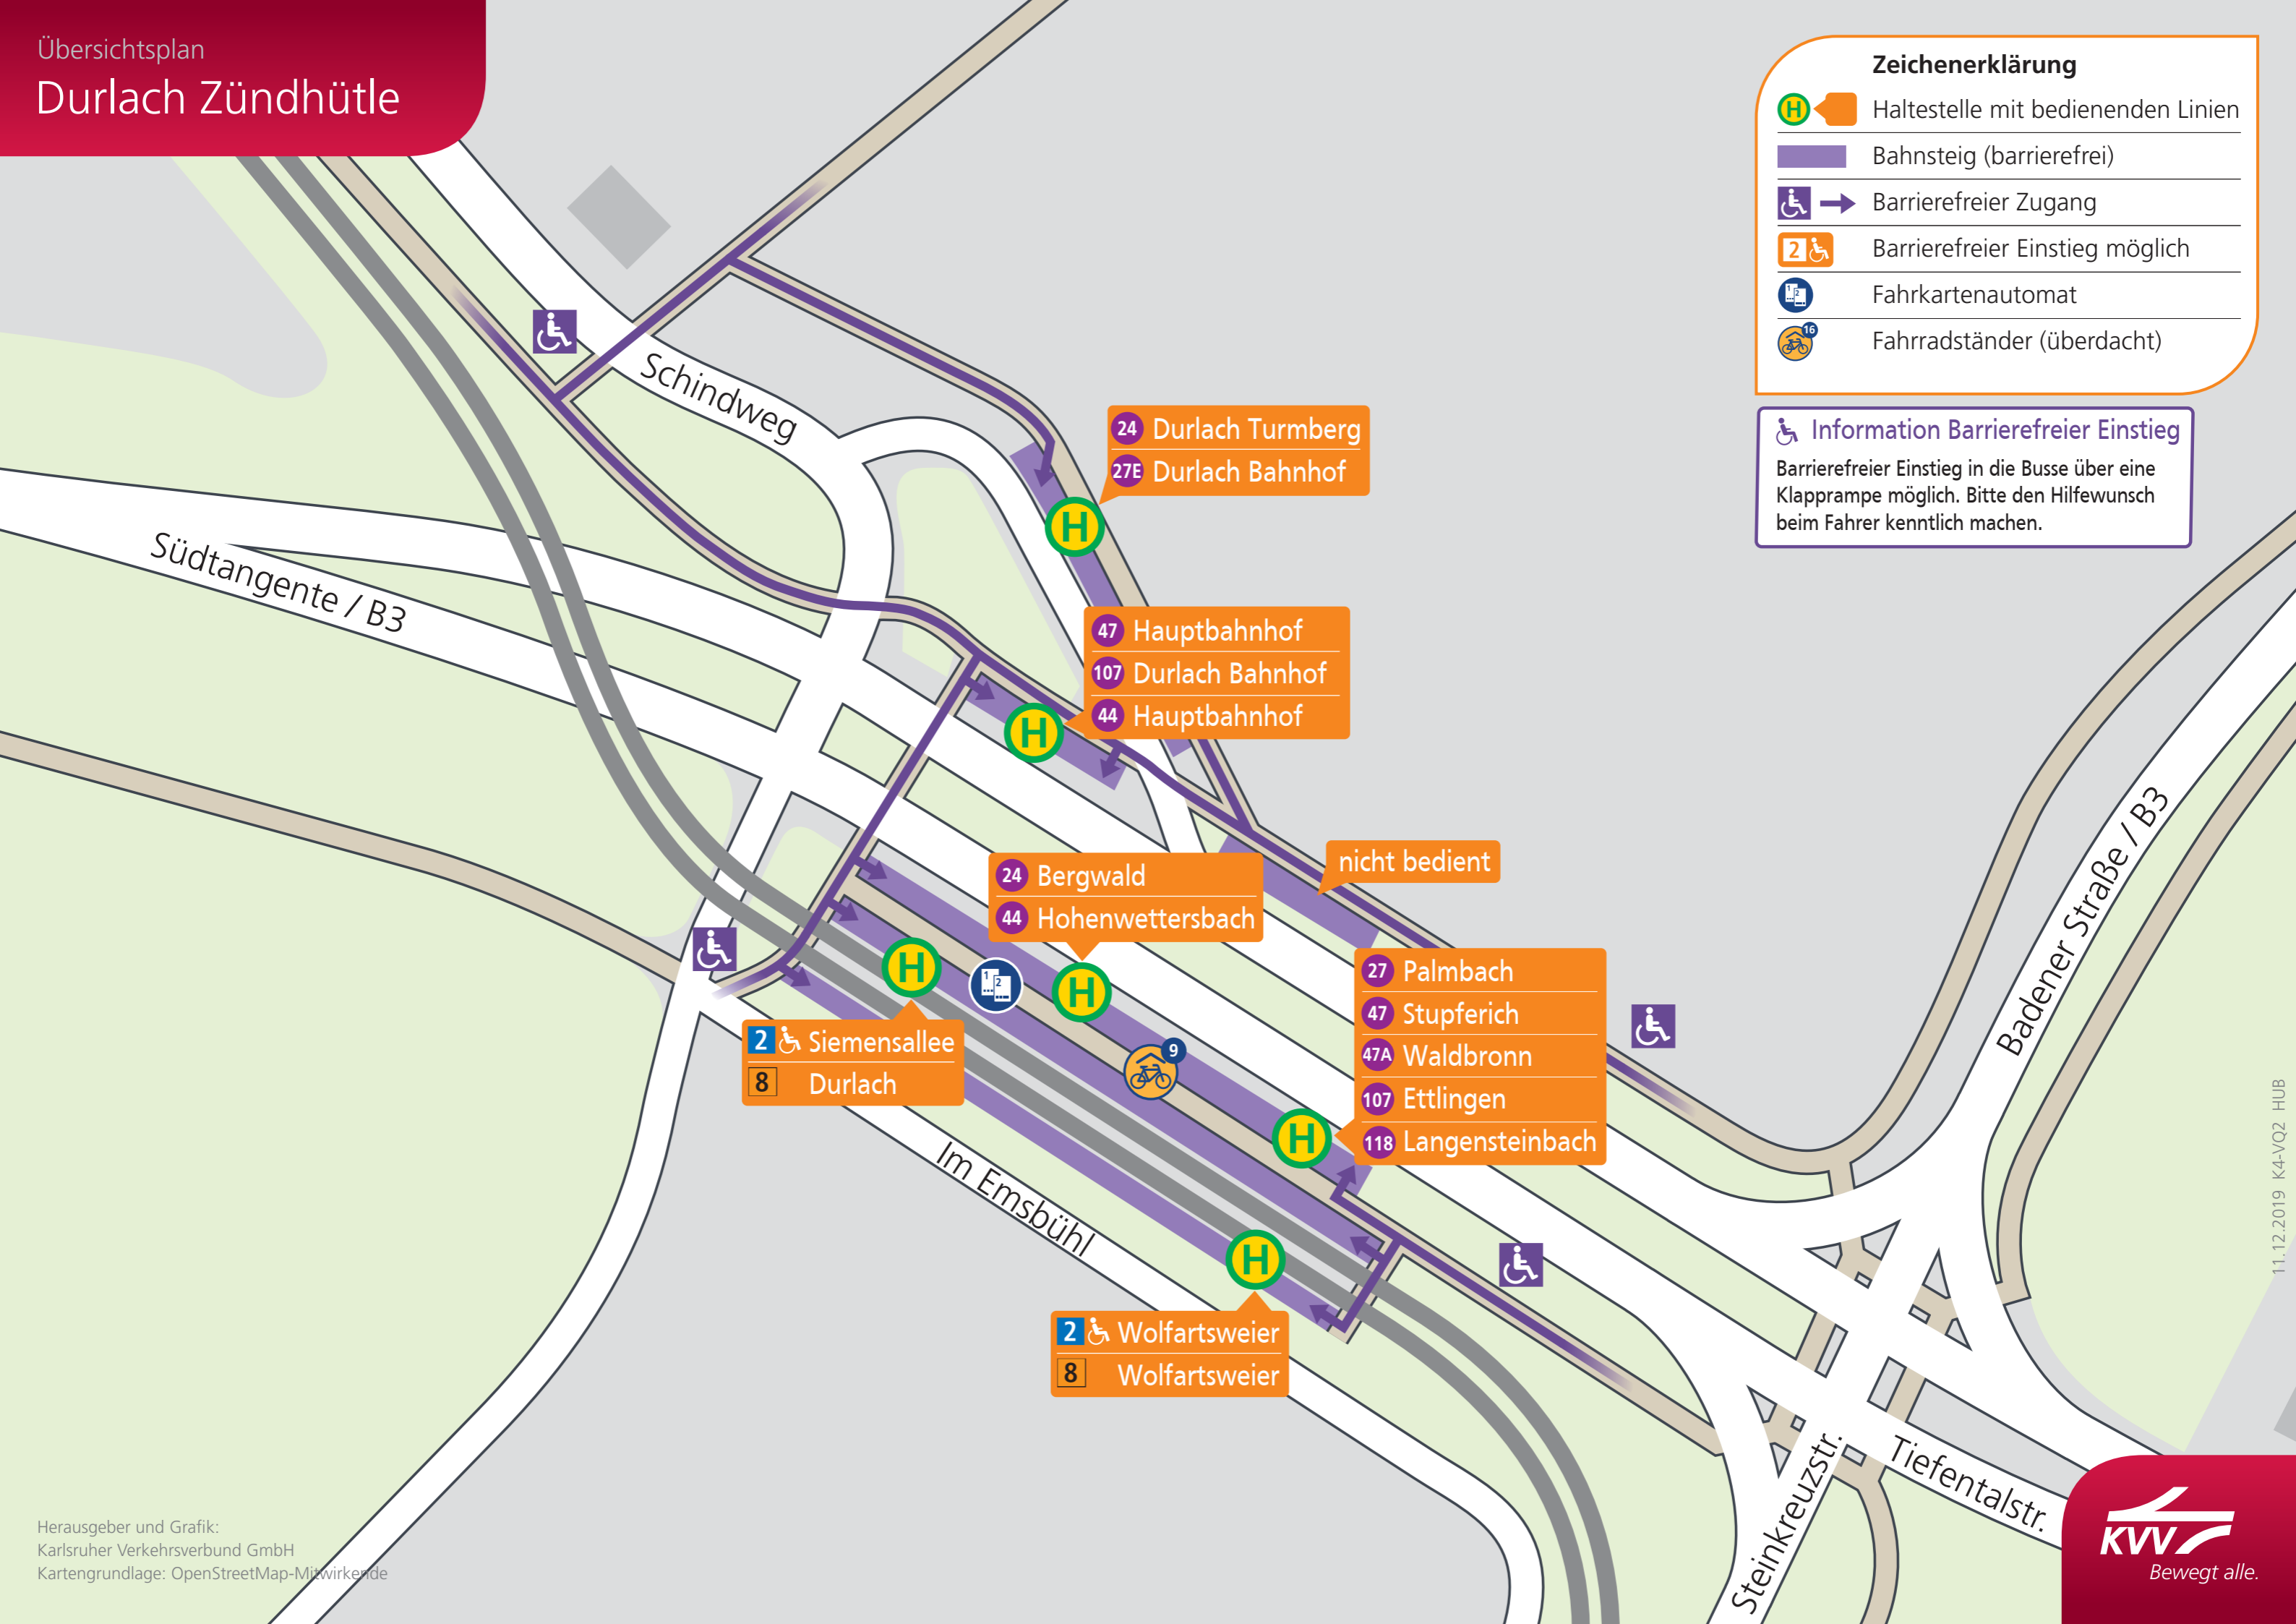 Übersichtsplan
Durlach Zündhütle
Zeichenerklärung
H Haltestelle mit bedienenden Linien
Bahnsteig (barrierefrei)
Barrierefreier Zugang
2 Barrierefreier Einstieg möglich
1 2 Fahrkartenautomat
16 Fahrradständer (überdacht)
Information Barrierefreier Einstieg
Barrierefreier Einstieg in die Busse über eine
Klapprampe möglich. Bitte den Hilfewunsch
beim Fahrer kenntlich machen.
Schindweg
24 Durlach Turmberg
27E Durlach Bahnhof
H
Südtangente / B3
47 Hauptbahnhof
107 Durlach Bahnhof
44 Hauptbahnhof
H
nicht bedient
24 Bergwald
44 Hohenwettersbach
H
H
1 2
27 Palmbach
47 Stupferich
47A Waldbronn
107 Ettlingen
118 Langensteinbach
H
2 Siemensallee
8 Durlach
9
Badener Straße / B3
Im Emsbühl
H
2 Wolfartsweier
8 Wolfartsweier
Steinkreuzstr.
Tiefentalstr.
11.12.2019 K4-VQ2 HUB
Herausgeber und Grafik:
Karlsruher Verkehrsverbund GmbH
Kartengrundlage: OpenStreetMap-Mitwirkende
KVV
Bewegt alle.